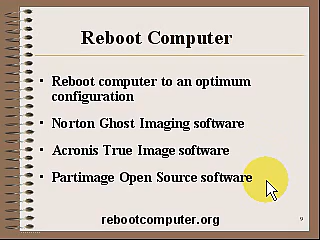 Reboot Computer
• Reboot computer to an optimum
configuration
• Norton Ghost Imaging software
• Acronis True Image software
• Partimage Open Source software
rebootcomputer.org
9